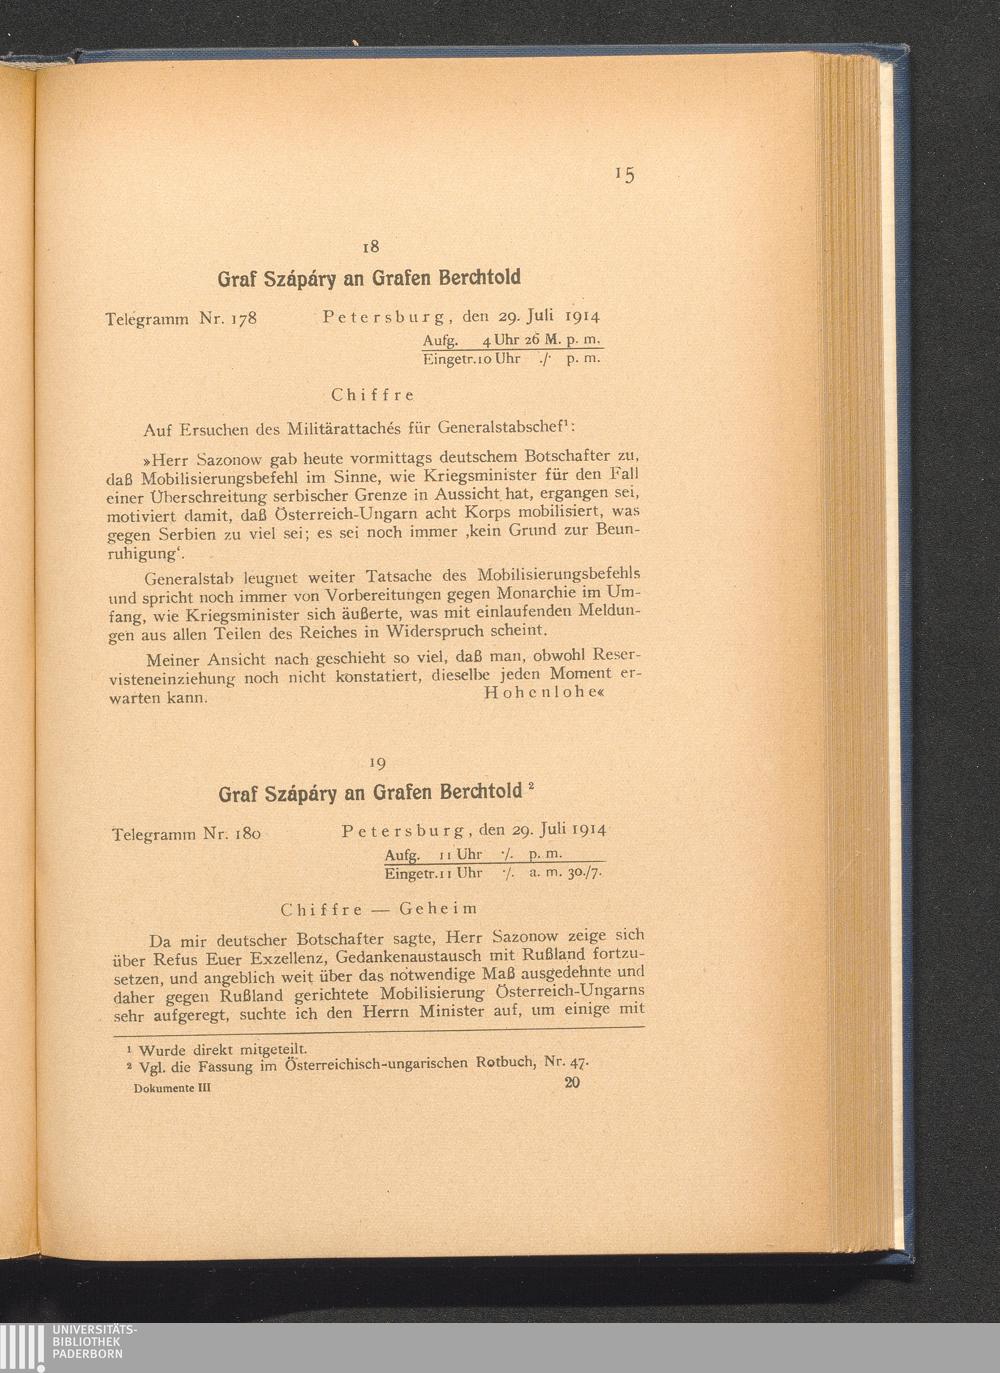 15
18
Graf Szápáry an Grafen Berchtold
Telegramm Nr. 178 Petersburg, den 29. Juli 1914
Aufg. 4 Uhr 26 M. p. m.
Eingetr. 10 Uhr ./· p. m.
Chiffre
Auf Ersuchen des Militärattachés für Generalstabschef¹:
»Herr Sazonow gab heute vormittags deutschem Botschafter zu,
daß Mobilisierungsbefehl im Sinne, wie Kriegsminister für den Fall
einer Überschreitung serbischer Grenze in Aussicht hat, ergangen sei,
motiviert damit, daß Österreich-Ungarn acht Korps mobilisiert, was
gegen Serbien zu viel sei; es sei noch immer ‚kein Grund zur Beun-
ruhigung‘.
Generalstab leugnet weiter Tatsache des Mobilisierungsbefehls
und spricht noch immer von Vorbereitungen gegen Monarchie im Um-
fang, wie Kriegsminister sich äußerte, was mit einlaufenden Meldun-
gen aus allen Teilen des Reiches in Widerspruch scheint.
Meiner Ansicht nach geschieht so viel, daß man, obwohl Reser-
visteneinziehung noch nicht konstatiert, dieselbe jeden Moment er-
warten kann. Hohenlohe«
19
Graf Szápáry an Grafen Berchtold ²
Telegramm Nr. 180 Petersburg, den 29. Juli 1914
Aufg. 11 Uhr ·/. p. m.
Eingetr. 11 Uhr ·/. a. m. 30./7.
Chiffre — Geheim
Da mir deutscher Botschafter sagte, Herr Sazonow zeige sich
über Refus Euer Exzellenz, Gedankenaustausch mit Rußland fortzu-
setzen, und angeblich weit über das notwendige Maß ausgedehnte und
daher gegen Rußland gerichtete Mobilisierung Österreich-Ungarns
sehr aufgeregt, suchte ich den Herrn Minister auf, um einige mit
¹ Wurde direkt mitgeteilt.
² Vgl. die Fassung im Österreichisch-ungarischen Rotbuch, Nr. 47.
Dokumente III 20
UNIVERSITÄTS-
BIBLIOTHEK
PADERBORN